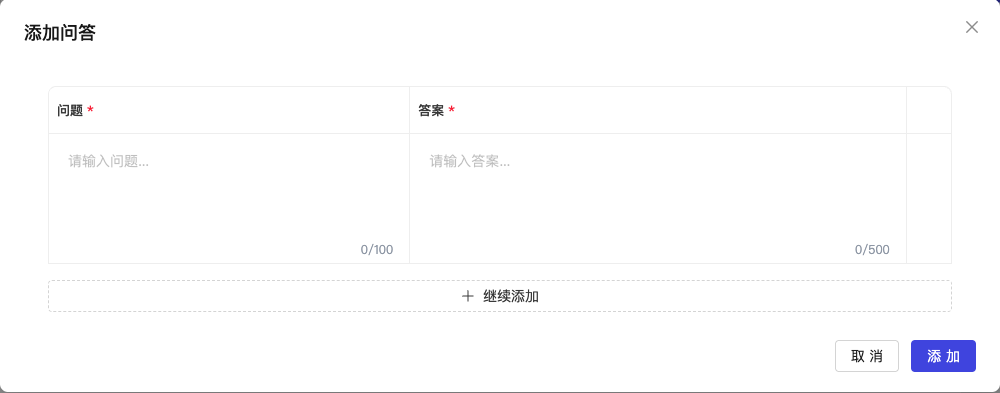 添加问答
问题 *
答案 *
请输入问题...
请输入答案...
0/100
0/500
继续添加
取 消
添 加